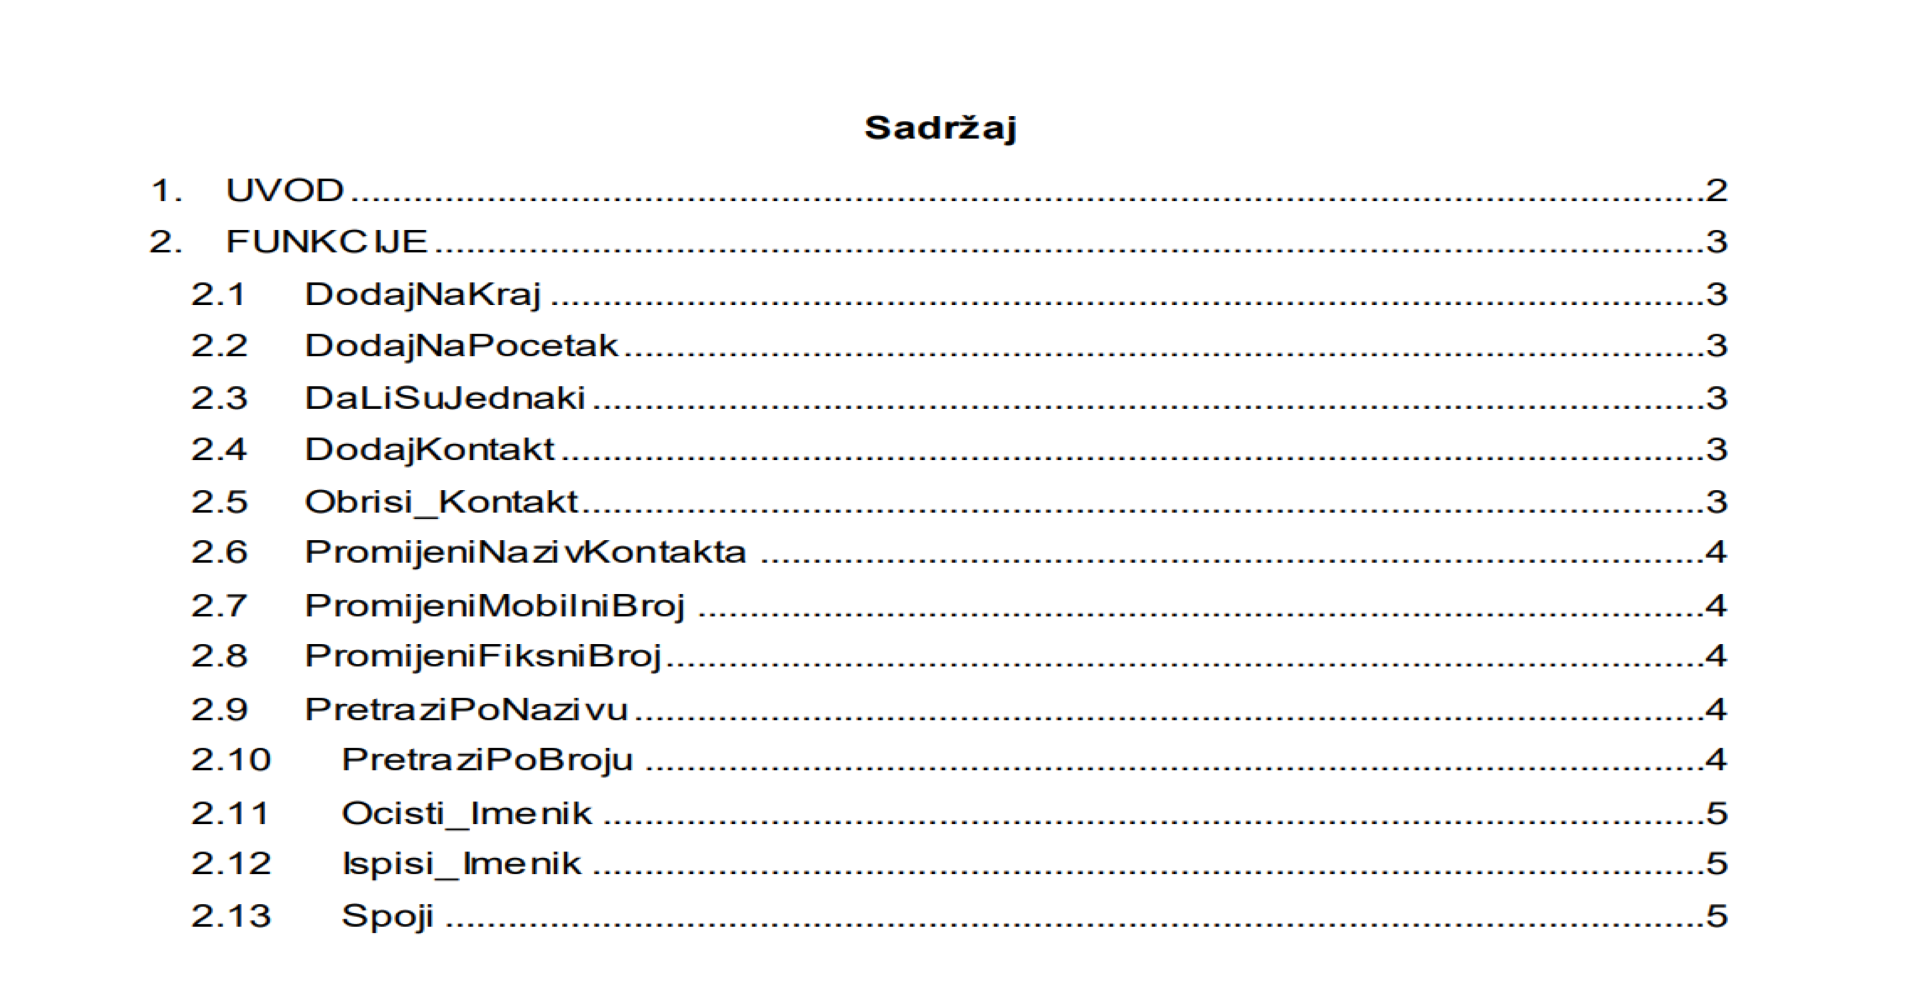 Sadržaj
1. UVOD ........................................................................ 2
2. FUNKCIJE ........................................................................ 3
2.1 DodajNaKraj ........................................................................ 3
2.2 DodajNaPocetak ........................................................................ 3
2.3 DaLiSuJednaki ........................................................................ 3
2.4 DodajKontakt ........................................................................ 3
2.5 Obrisi_Kontakt ........................................................................ 3
2.6 PromijeniNazivKontakta ........................................................................ 4
2.7 PromijeniMobilniBroj ........................................................................ 4
2.8 PromijeniFiksniBroj ........................................................................ 4
2.9 PretraziPoNazivu ........................................................................ 4
2.10 PretraziPoBroju ........................................................................ 4
2.11 Ocisti_Imenik ........................................................................ 5
2.12 Ispisi_Imenik ........................................................................ 5
2.13 Spoji ........................................................................ 5